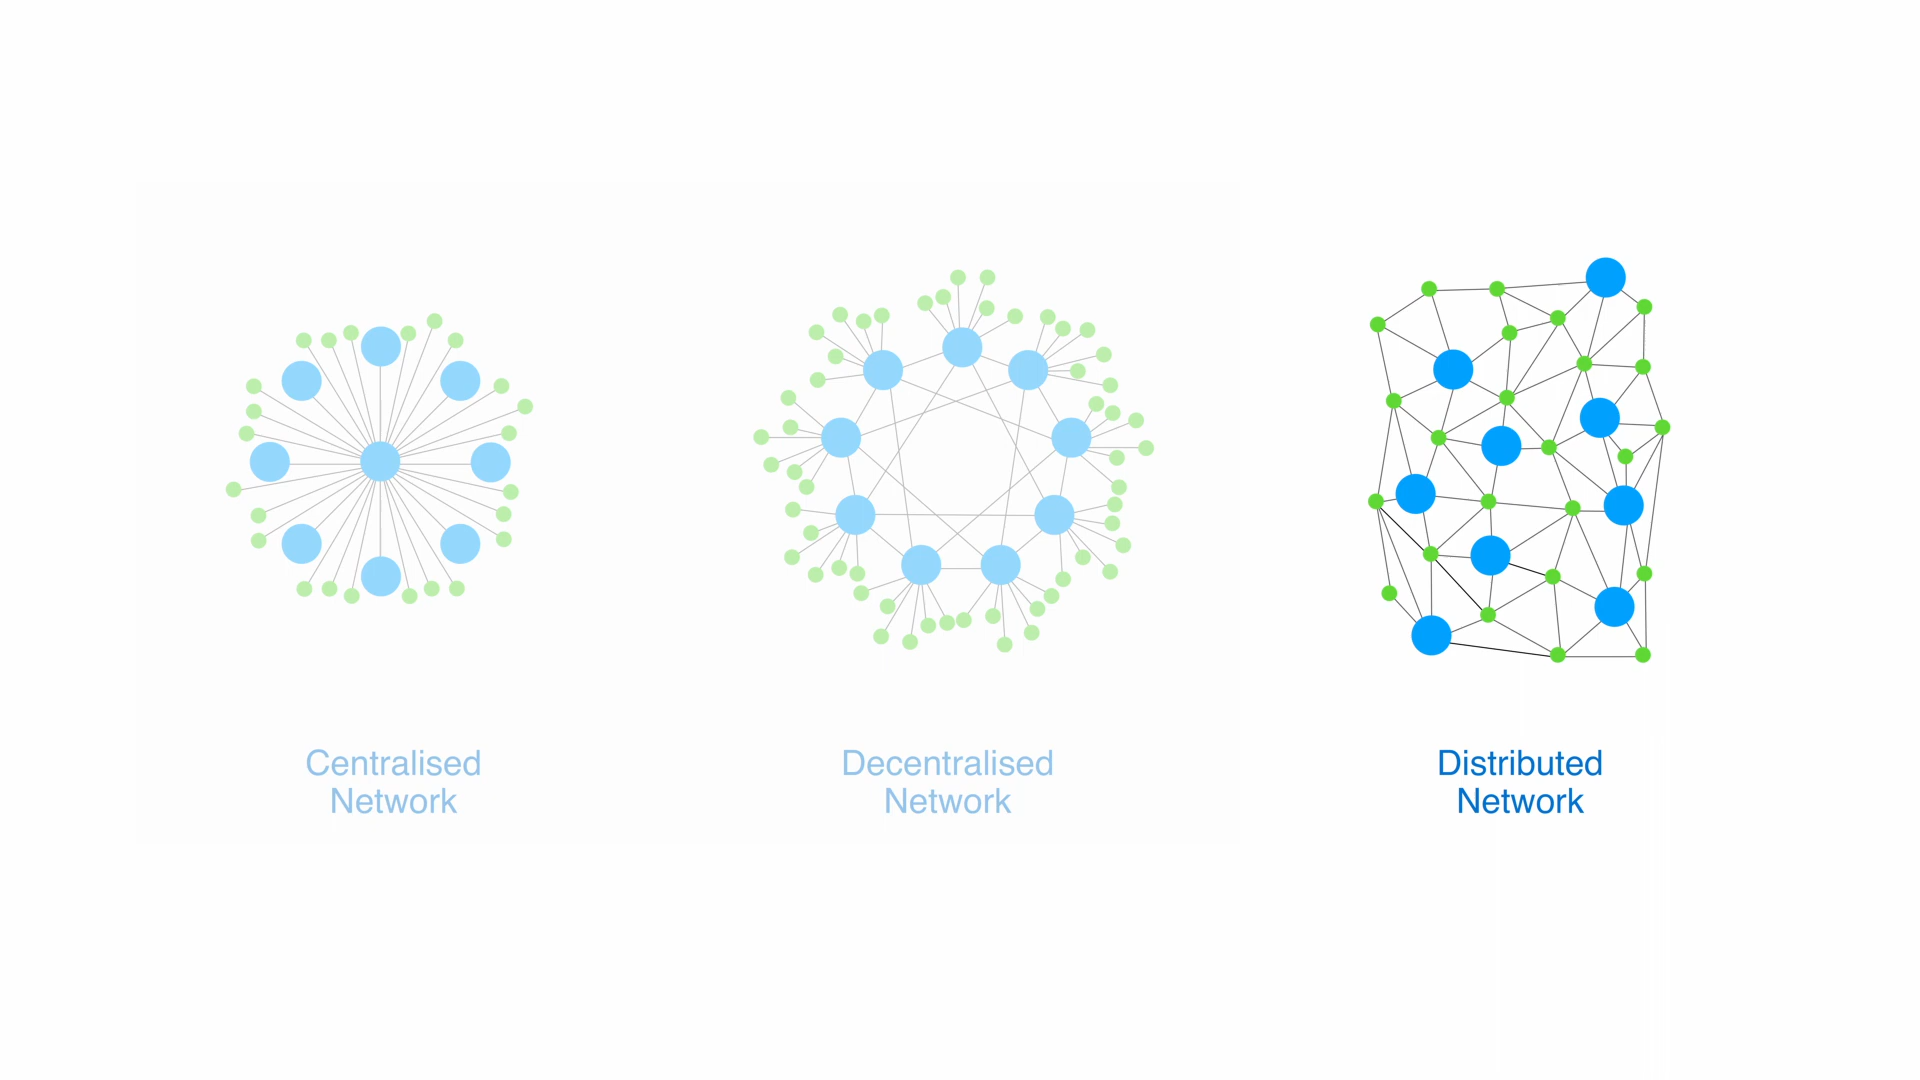 Centralised
Network
Decentralised
Network
Distributed
Network